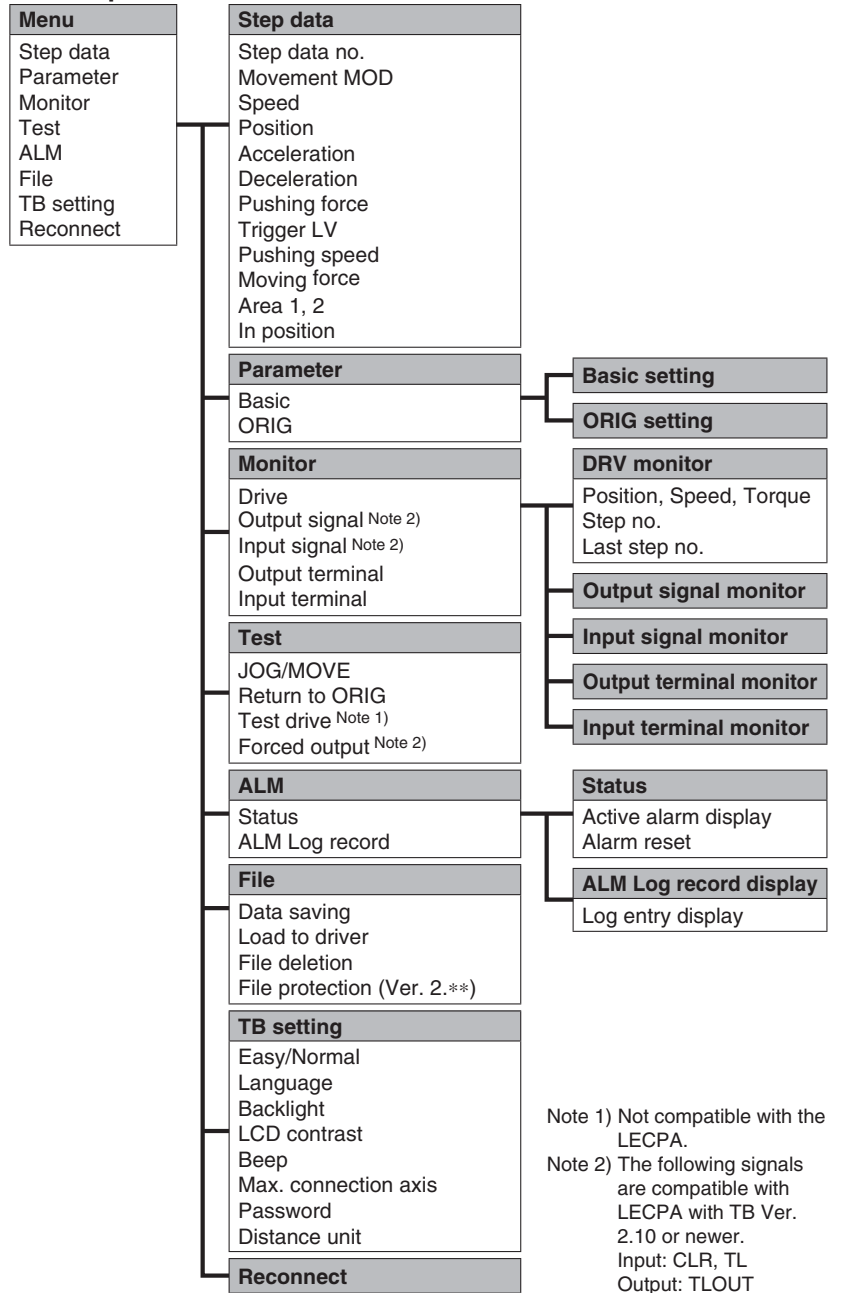 Menu
Step data
Parameter
Monitor
Test
ALM
File
TB setting
Reconnect
Step data
Step data no.
Movement MOD
Speed
Position
Acceleration
Deceleration
Pushing force
Trigger LV
Pushing speed
Moving force
Area 1, 2
In position
Parameter
Basic
ORIG
Basic setting
ORIG setting
Monitor
Drive
Output signal Note 2)
Input signal Note 2)
Output terminal
Input terminal
DRV monitor
Position, Speed, Torque
Step no.
Last step no.
Output signal monitor
Input signal monitor
Output terminal monitor
Input terminal monitor
Test
JOG/MOVE
Return to ORIG
Test drive Note 1)
Forced output Note 2)
ALM
Status
ALM Log record
Status
Active alarm display
Alarm reset
ALM Log record display
Log entry display
File
Data saving
Load to driver
File deletion
File protection (Ver. 2.**)
TB setting
Easy/Normal
Language
Backlight
LCD contrast
Beep
Max. connection axis
Password
Distance unit
Reconnect
Note 1) Not compatible with the
LECPA.
Note 2) The following signals
are compatible with
LECPA with TB Ver.
2.10 or newer.
Input: CLR, TL
Output: TLOUT